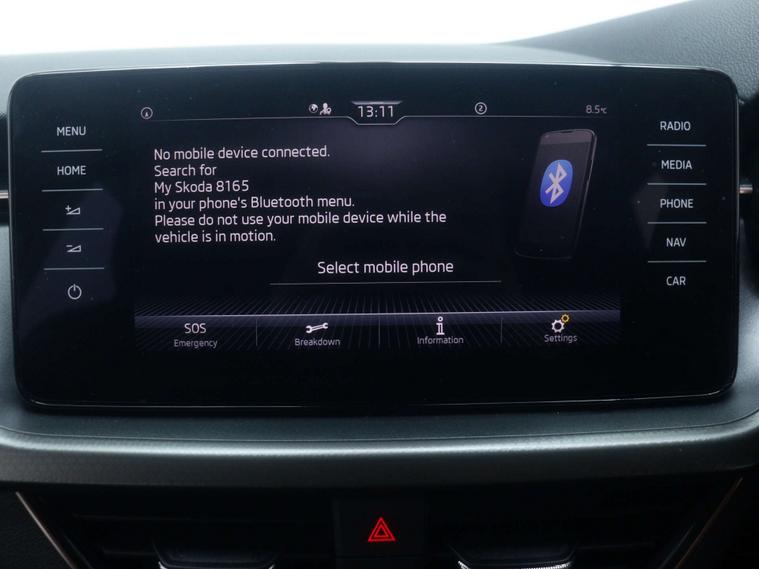 MENU
HOME
13:11
2
8.5°C
No mobile device connected.
Search for
My Skoda 8165
in your phone's Bluetooth menu.
Please do not use your mobile device while the
vehicle is in motion.
Select mobile phone
SOS
Emergency
Breakdown
Information
Settings
RADIO
MEDIA
PHONE
NAV
CAR